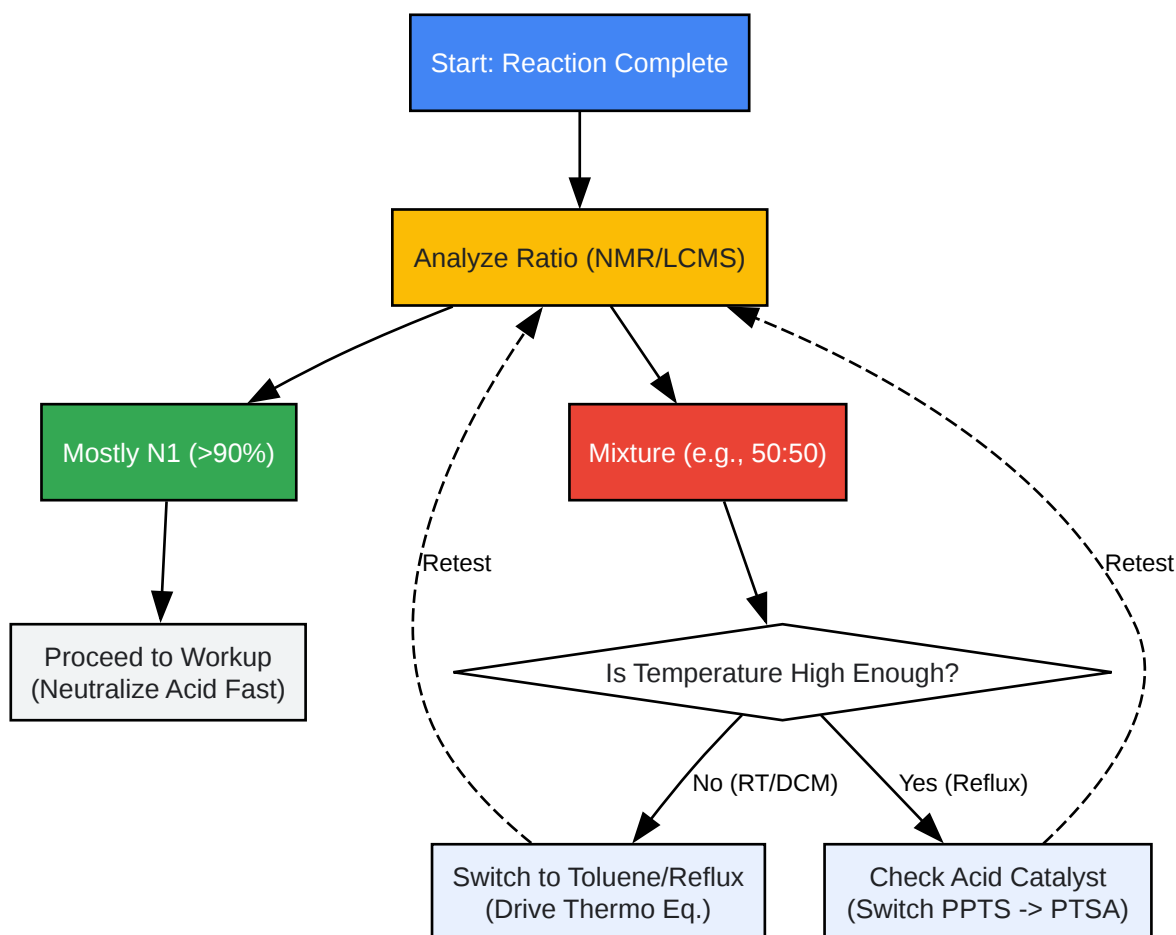 Start: Reaction Complete
Analyze Ratio (NMR/LCMS)
Mostly N1 (>90%)
Mixture (e.g., 50:50)
Retest
Retest
Proceed to Workup
(Neutralize Acid Fast)
Is Temperature High Enough?
No (RT/DCM)
Yes (Reflux)
Switch to Toluene/Reflux
(Drive Thermo Eq.)
Check Acid Catalyst
(Switch PPTS -> PTSA)